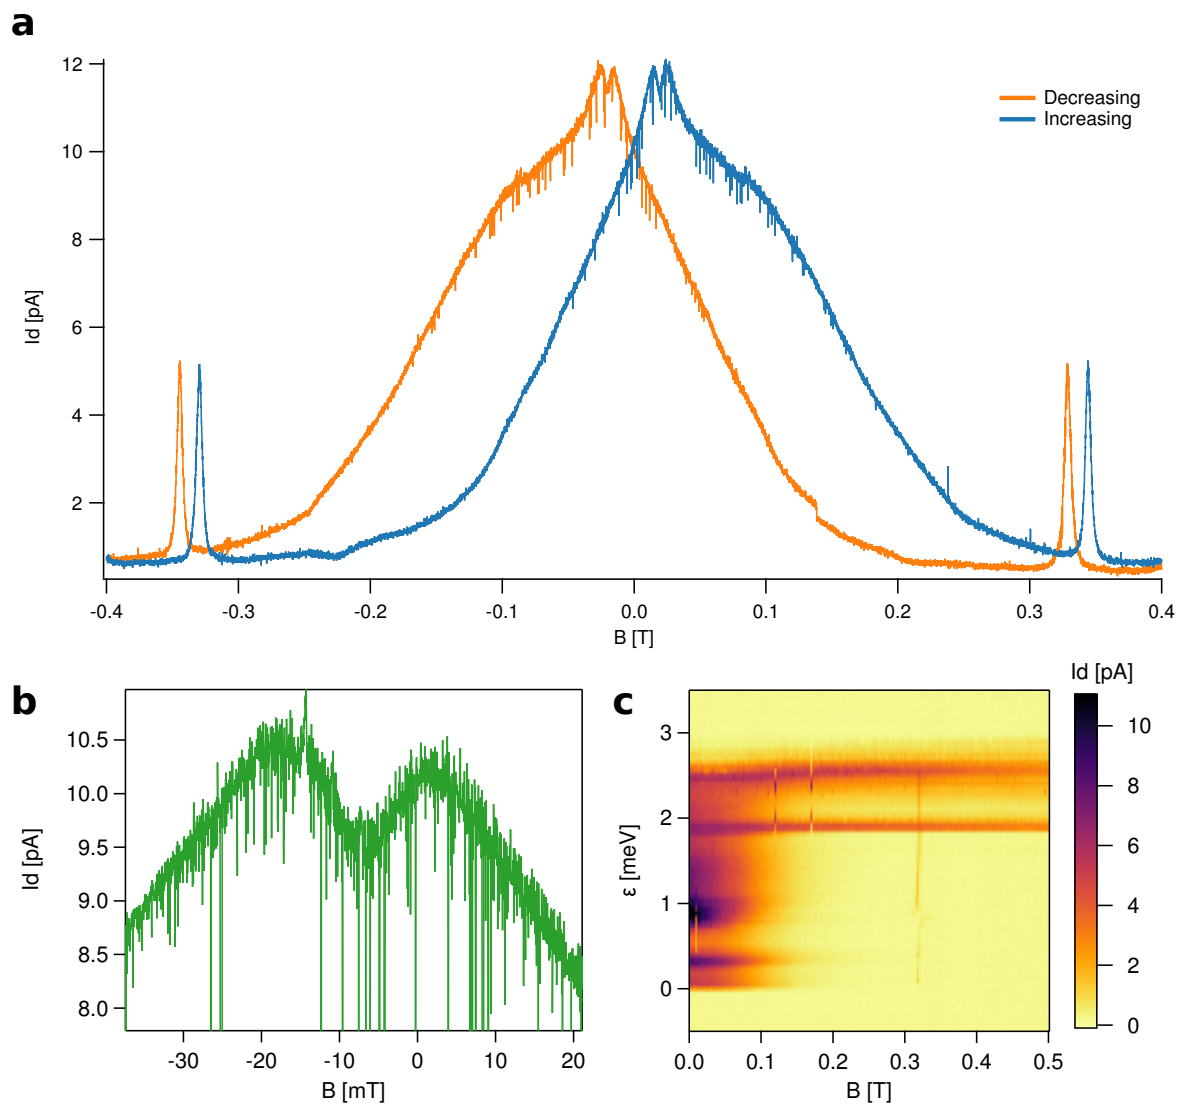 a
12
10
8
6
4
2
Id [pA]
Decreasing
Increasing
-0.4 -0.3 -0.2 -0.1 0.0 0.1 0.2 0.3 0.4
B [T]
b
10.5
10.0
9.5
9.0
8.5
8.0
Id [pA]
-30 -20 -10 0 10 20
B [mT]
c
3
2
1
0
ε [meV]
0.0 0.1 0.2 0.3 0.4 0.5
B [T]
Id [pA]
10
8
6
4
2
0